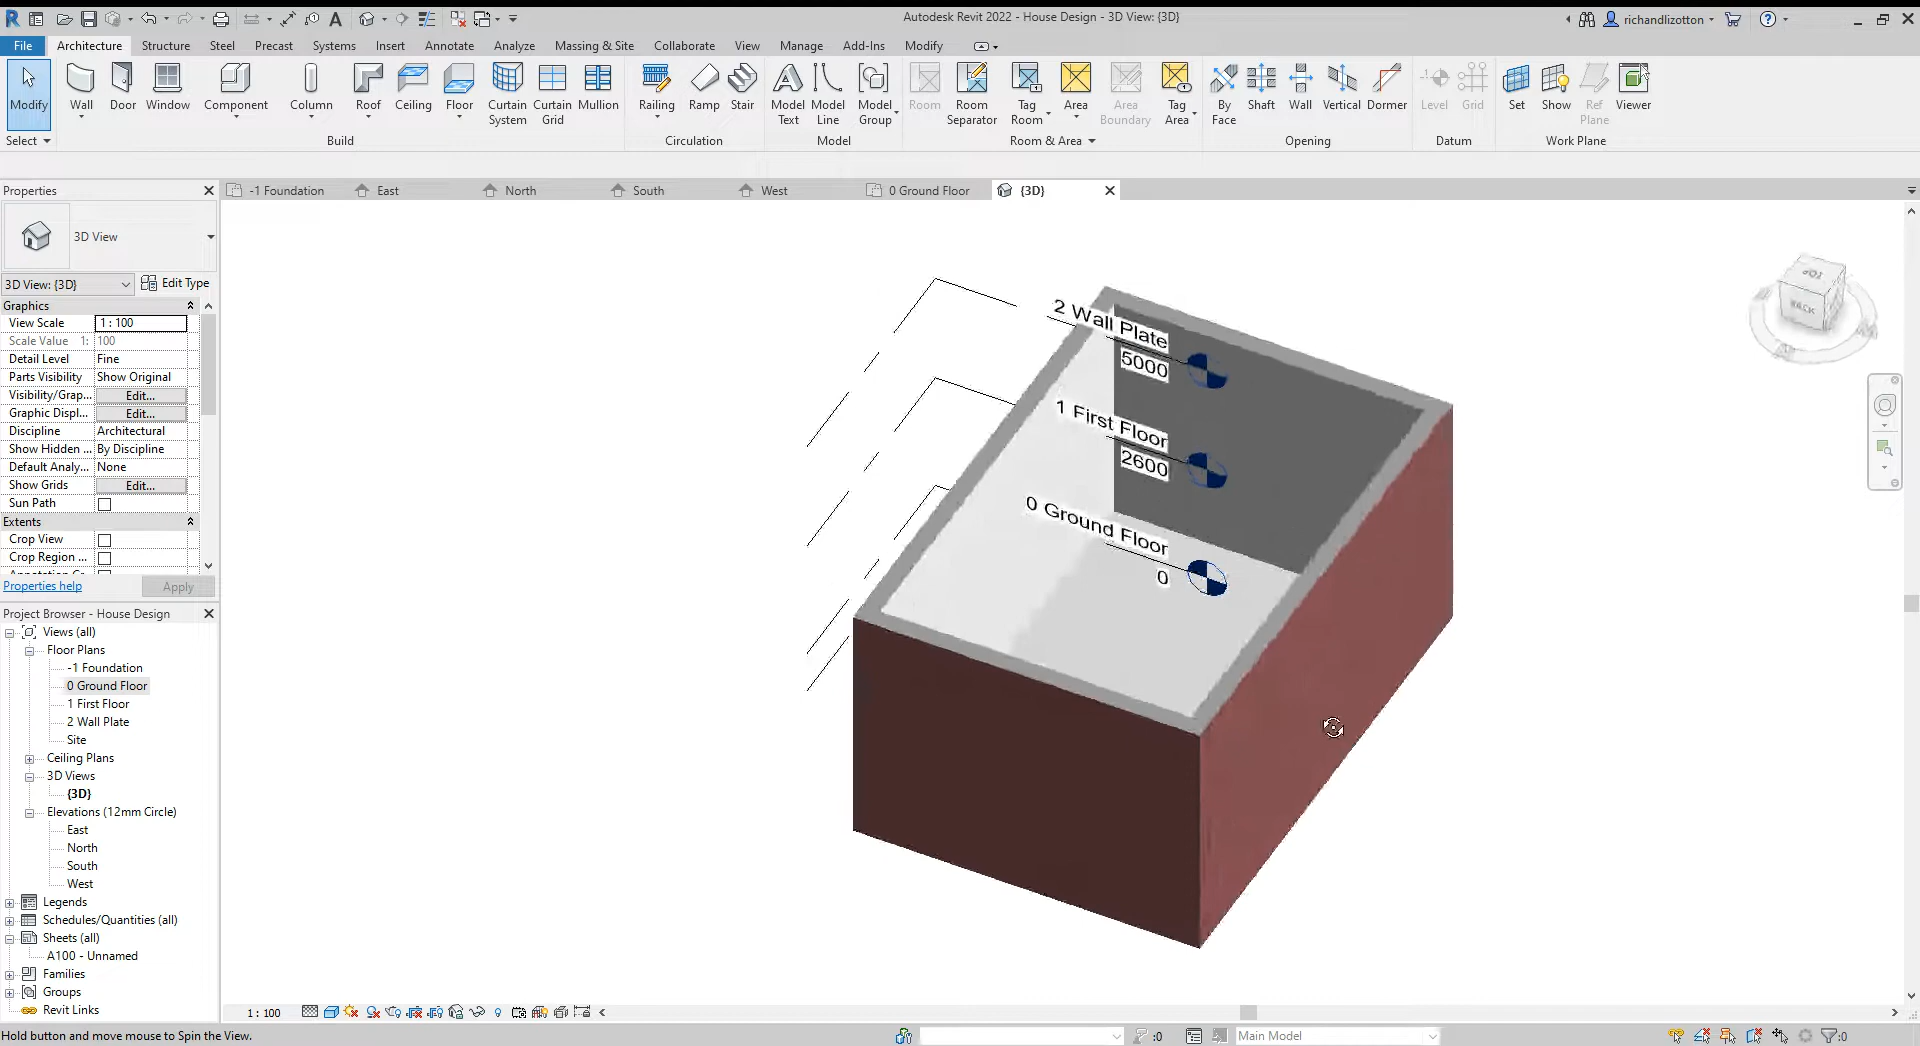 Autodesk Revit 2022 - House Design - 3D View: {3D}
richandlizotton
File
Architecture
Structure
Steel
Precast
Systems
Insert
Annotate
Analyze
Massing & Site
Collaborate
View
Manage
Add-Ins
Modify
Modify
Wall
Door
Window
Component
Column
Roof
Ceiling
Floor
Curtain
System
Curtain
Grid
Mullion
Railing
Ramp
Stair
Model
Text
Model
Line
Model
Group
Room
Room
Separator
Tag
Room
Area
Area
Boundary
Tag
Area
By
Face
Shaft
Wall
Vertical
Dormer
Level
Grid
Set
Show
Ref
Plane
Viewer
Select
Build
Circulation
Model
Room & Area
Opening
Datum
Work Plane
Properties
-1 Foundation
East
North
South
West
0 Ground Floor
{3D}
3D View
3D View: {3D}
Edit Type
Graphics
View Scale 1 : 100
Scale Value 1: 100
Detail Level Fine
Parts Visibility Show Original
Visibility/Grap... Edit...
Graphic Displ... Edit...
Discipline Architectural
Show Hidden ... By Discipline
Default Analy... None
Show Grids Edit...
Sun Path
Extents
Crop View
Crop Region ...
Properties help
Apply
Project Browser - House Design
Views (all)
Floor Plans
-1 Foundation
0 Ground Floor
1 First Floor
2 Wall Plate
Site
Ceiling Plans
3D Views
{3D}
Elevations (12mm Circle)
East
North
South
West
Legends
Schedules/Quantities (all)
Sheets (all)
A100 - Unnamed
Families
Groups
Revit Links
2 Wall Plate
5000
1 First Floor
2600
0 Ground Floor
0
TOP
BACK
1 : 100
Hold button and move mouse to Spin the View.
:0
Main Model
:0